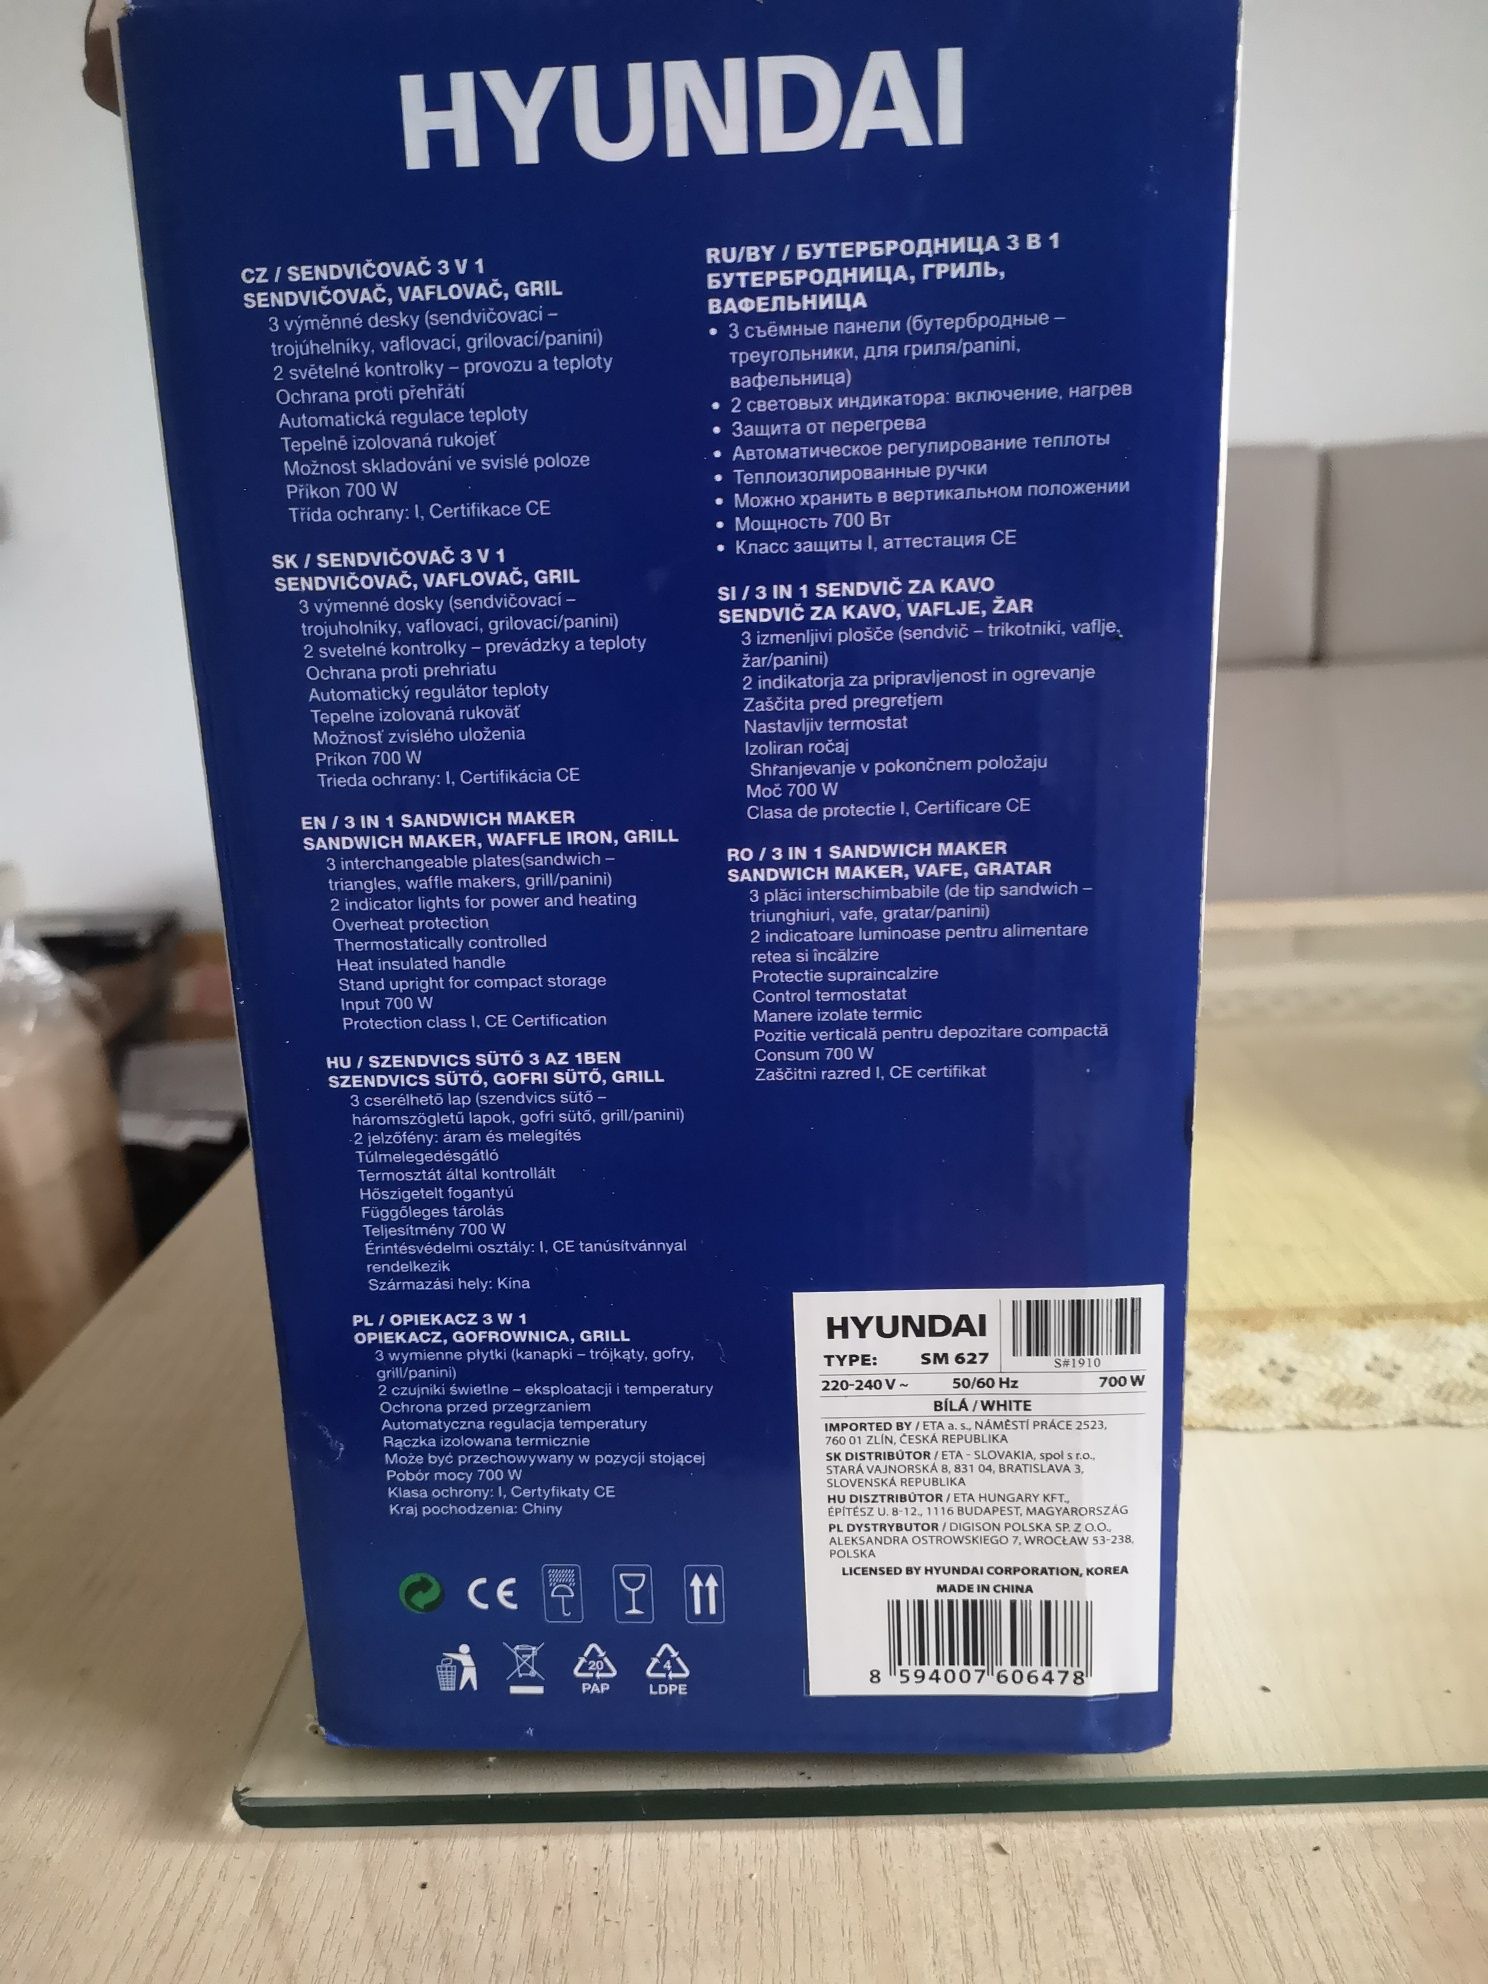 HYUNDAI
CZ / SENDVIČOVAČ 3 V 1
SENDVIČOVAČ, VAFLOVAČ, GRIL
3 výměnné desky (sendvičovací –
trojúhelníky, vaflovací, grilovací/panini)
2 světelné kontrolky – provozu a teploty
Ochrana proti přehřátí
Automatická regulace teploty
Tepelně izolovaná rukojeť
Možnost skladování ve svislé poloze
Příkon 700 W
Třída ochrany: I, Certifikace CE
SK / SENDVIČOVAČ 3 V 1
SENDVIČOVAČ, VAFLOVAČ, GRIL
3 výmenné dosky (sendvičovací –
trojuholníky, vaflovací, grilovací/panini)
2 svetelné kontrolky – prevádzky a teploty
Ochrana proti prehriatu
Automatický regulátor teploty
Tepelne izolovaná rukoväť
Možnosť zvislého uloženia
Príkon 700 W
Trieda ochrany: I, Certifikácia CE
EN / 3 IN 1 SANDWICH MAKER
SANDWICH MAKER, WAFFLE IRON, GRILL
3 interchangeable plates(sandwich –
triangles, waffle makers, grill/panini)
2 indicator lights for power and heating
Overheat protection
Thermostatically controlled
Heat insulated handle
Stand upright for compact storage
Input 700 W
Protection class I, CE Certification
HU / SZENDVICS SÜTŐ 3 AZ 1BEN
SZENDVICS SÜTŐ, GOFRI SÜTŐ, GRILL
3 cserélhető lap (szendvics sütő –
háromszögletű lapok, gofri sütő, grill/panini)
2 jelzőfény: áram és melegítés
Túlmelegedésgátló
Termosztát által kontrollált
Hőszigetelt fogantyú
Függőleges tárolás
Teljesítmény 700 W
Érintésvédelmi osztály: I, CE tanúsítvánnyal
rendelkezik
Származási hely: Kína
PL / OPIEKACZ 3 W 1
OPIEKACZ, GOFROWNICA, GRILL
3 wymienne płytki (kanapki – trójkąty, gofry,
grill/panini)
2 czujniki świetlne – eksploatacji i temperatury
Ochrona przed przegrzaniem
Automatyczna regulacja temperatury
Rączka izolowana termicznie
Może być przechowywany w pozycji stojącej
Pobór mocy 700 W
Klasa ochrony: I, Certyfikaty CE
Kraj pochodzenia: Chiny
CE
20
PAP
4
LDPE
RU/BY / БУТЕРБРОДНИЦА 3 В 1
БУТЕРБРОДНИЦА, ГРИЛЬ,
ВАФЕЛЬНИЦА
• 3 съёмные панели (бутербродные –
треугольники, для гриля/panini,
вафельница)
• 2 световых индикатора: включение, нагрев
• Защита от перегрева
• Автоматическое регулирование теплоты
• Теплоизолированные ручки
• Можно хранить в вертикальном положении
• Мощность 700 Вт
• Класс защиты I, аттестация CE
SI / 3 IN 1 SENDVIČ ZA KAVO
SENDVIČ ZA KAVO, VAFLJE, ŽAR
3 izmenljivi plošče (sendvič – trikotniki, vaflje,
žar/panini)
2 indikatorja za pripravljenost in ogrevanje
Zaščita pred pregretjem
Nastavljiv termostat
Izoliran ročaj
Shranjevanje v pokončnem položaju
Moč 700 W
Clasa de protectie I, Certificare CE
RO / 3 IN 1 SANDWICH MAKER
SANDWICH MAKER, VAFE, GRATAR
3 plăci interschimbabile (de tip sandwich –
triunghiuri, vafe, gratar/panini)
2 indicatoare luminoase pentru alimentare
retea si încălzire
Protectie supraincalzire
Control termostatat
Manere izolate termic
Pozitie verticală pentru depozitare compactă
Consum 700 W
Zaščitni razred I, CE certifikat
HYUNDAI
TYPE: SM 627
S#1910
220-240 V ~ 50/60 Hz 700 W
BÍLÁ / WHITE
IMPORTED BY / ETA a. s., NÁMĚSTÍ PRÁCE 2523,
760 01 ZLÍN, ČESKÁ REPUBLIKA
SK DISTRIBÚTOR / ETA - SLOVAKIA, spol s r.o.,
STARÁ VAJNORSKÁ 8, 831 04, BRATISLAVA 3,
SLOVENSKÁ REPUBLIKA
HU DISZTRIBÚTOR / ETA HUNGARY KFT.,
ÉPÍTÉSZ U. 8-12., 1116 BUDAPEST, MAGYARORSZÁG
PL DYSTRYBUTOR / DIGISON POLSKA SP. Z O.O.,
ALEKSANDRA OSTROWSKIEGO 7, WROCŁAW 53-238,
POLSKA
LICENSED BY HYUNDAI CORPORATION, KOREA
MADE IN CHINA
8 594007 606478